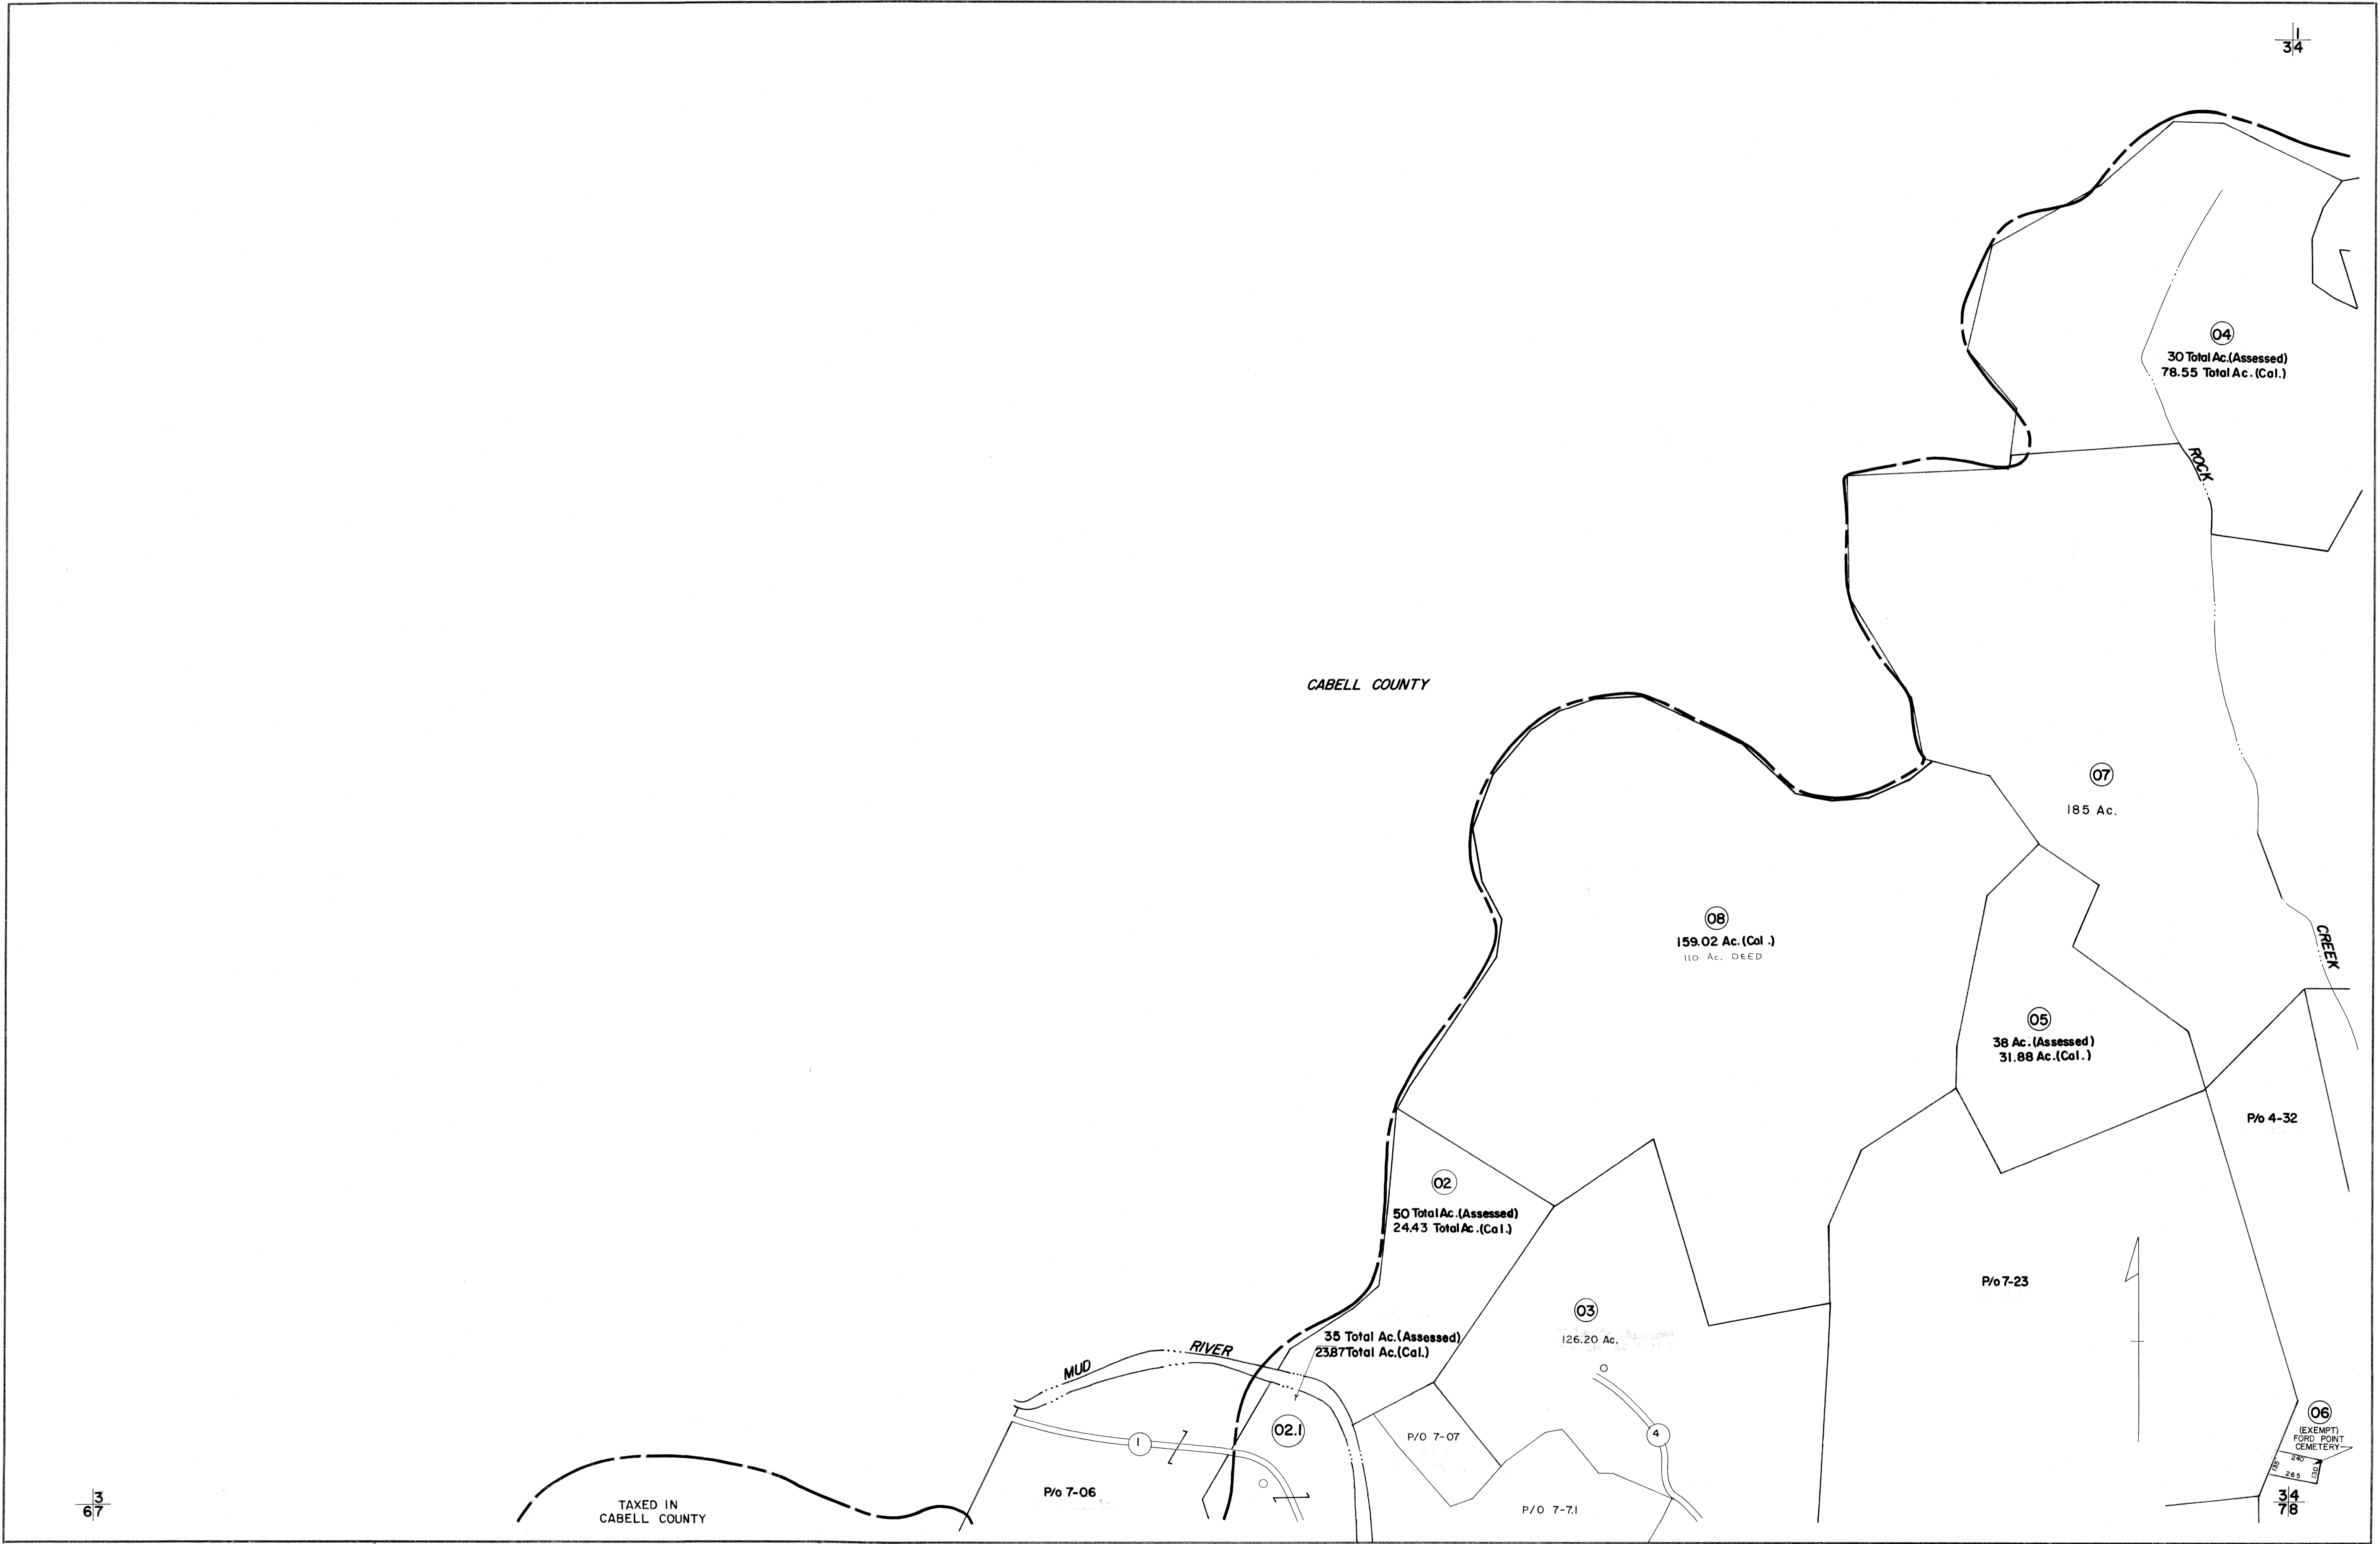 1
3 4
04
30 Total Ac.(Assessed)
78.55 Total Ac.(Cal.)
ROCK
CABELL COUNTY
07
185 Ac.
08
159.02 Ac.(Cal.)
110 Ac. DEED
CREEK
05
38 Ac.(Assessed)
31.88 Ac.(Cal.)
P/o 4-32
02
50 Total Ac.(Assessed)
24.43 Total Ac.(Cal.)
P/o 7-23
03
126.20 Ac.
35 Total Ac.(Assessed)
23.87 Total Ac.(Cal.)
MUD RIVER
02.1
1
4
P/O 7-07
06
(EXEMPT)
FORD POINT
CEMETERY
240'
135'
130'
265
P/o 7-06
P/O 7-7.1
TAXED IN
CABELL COUNTY
3
6 7
3 4
7 8